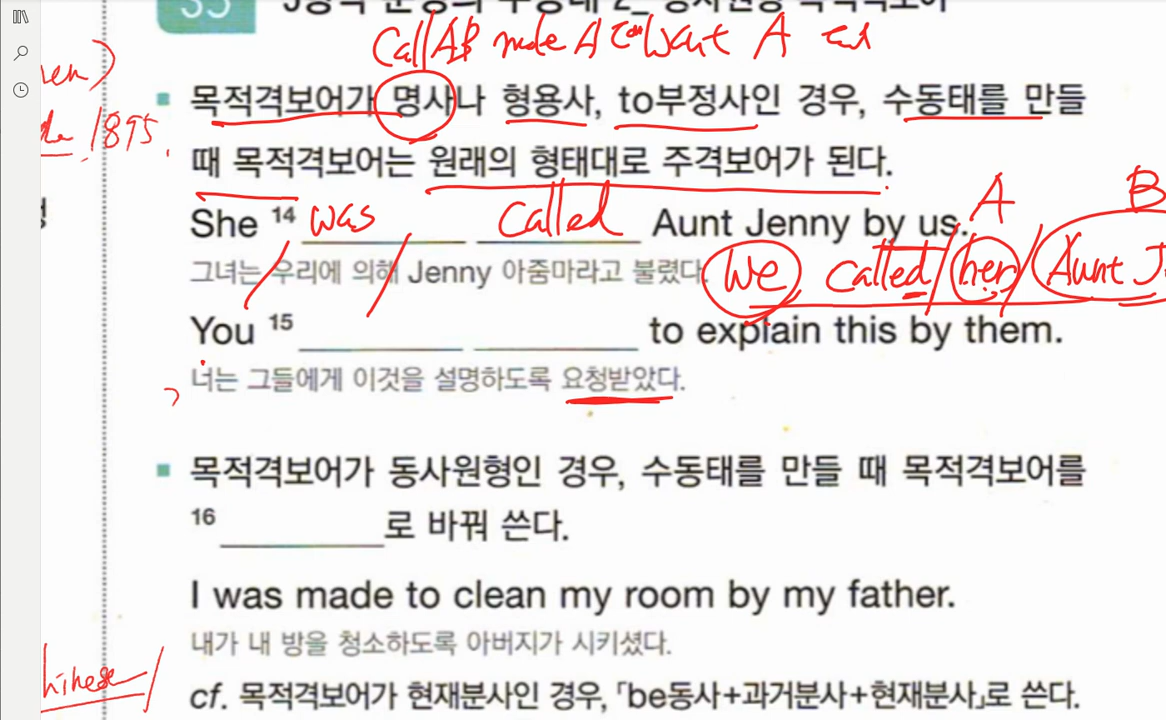 35
call A B made A want A
목적격보어가 명사나 형용사, to부정사인 경우, 수동태를 만들
1895.
때 목적격보어는 원래의 형태대로 주격보어가 된다.
A B
She 14 was called Aunt Jenny by us.
그녀는 우리에 의해 Jenny 아줌마라고 불렸다.
We called / her / Aunt J
You 15 ________ ________ to explain this by them.
너는 그들에게 이것을 설명하도록 요청받았다.
목적격보어가 동사원형인 경우, 수동태를 만들 때 목적격보어를
16 ________로 바꿔 쓴다.
I was made to clean my room by my father.
내가 내 방을 청소하도록 아버지가 시키셨다.
hinese /
cf. 목적격보어가 현재분사인 경우, 「be동사+과거분사+현재분사」로 쓴다.